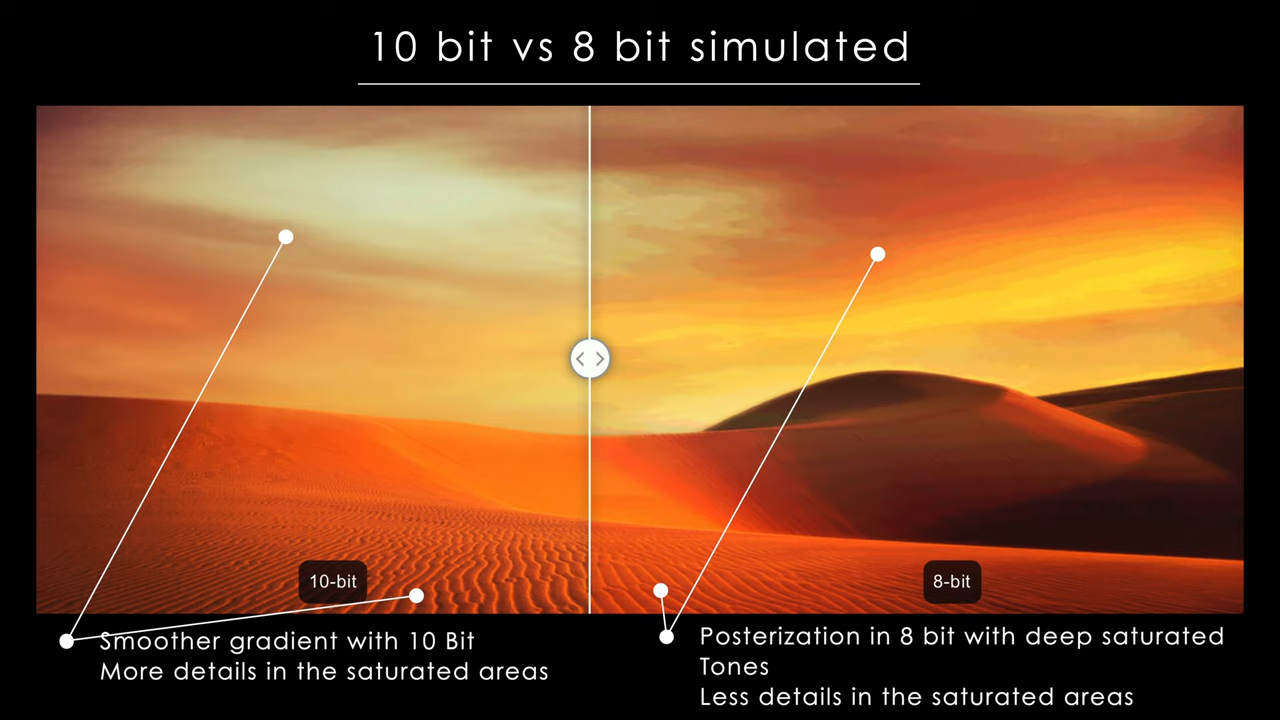 10 bit vs 8 bit simulated
10-bit
8-bit
Smoother gradient with 10 Bit
More details in the saturated areas
Posterization in 8 bit with deep saturated
Tones
Less details in the saturated areas